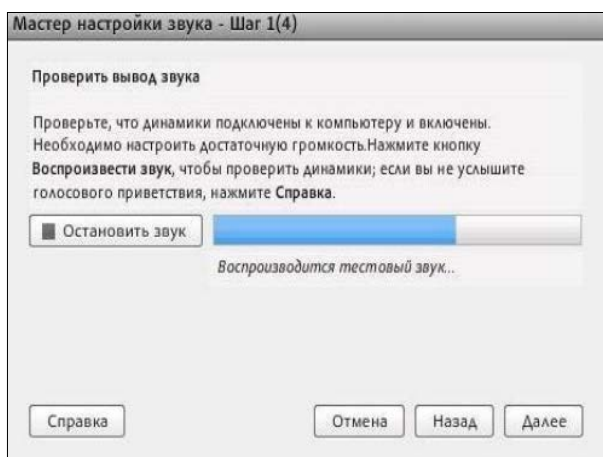 Мастер настройки звука - Шаг 1(4)
Проверить вывод звука
Проверьте, что динамики подключены к компьютеру и включены.
Необходимо настроить достаточную громкость.Нажмите кнопку
Воспроизвести звук, чтобы проверить динамики; если вы не услышите
голосового приветствия, нажмите Справка.
Остановить звук
Воспроизводится тестовый звук...
Справка Отмена Назад Далее